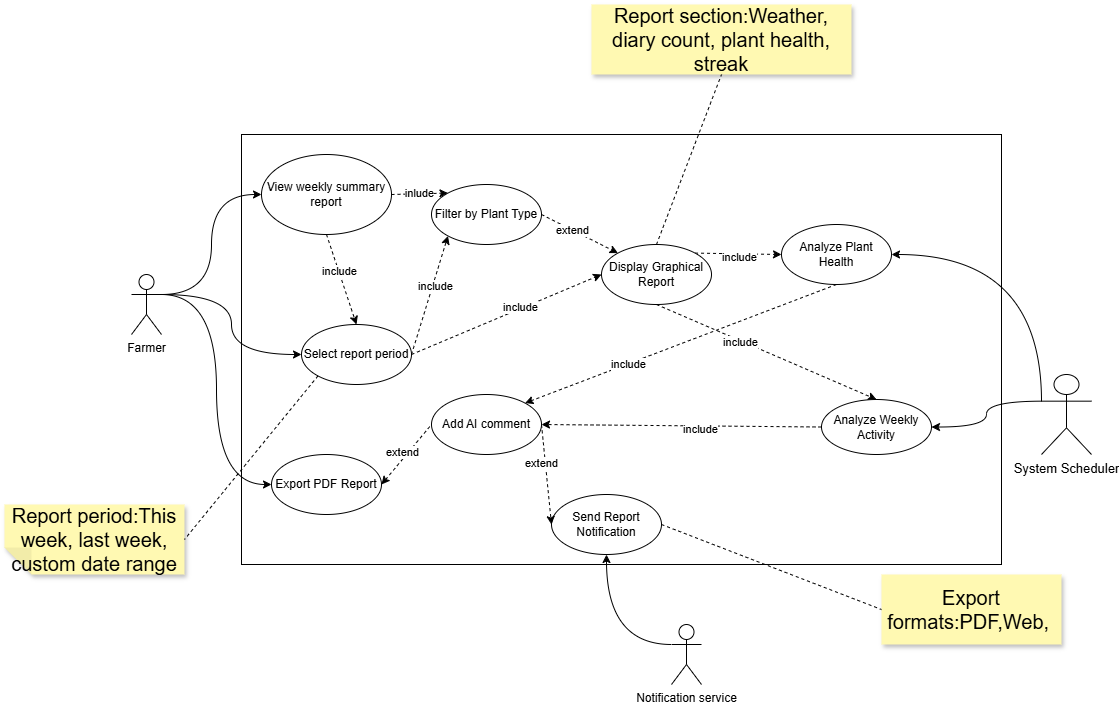 Report section:Weather,
diary count, plant health,
streak
View weekly summary
report
inlude
Filter by Plant Type
extend
Analyze Plant
Health
include
Display Graphical
Report
include
include
include
Farmer
Select report period
include
include
Add AI comment
include
Analyze Weekly
Activity
extend
extend
System Scheduler
Export PDF Report
Report period:This
week, last week,
custom date range
Send Report
Notification
Export
formats:PDF,Web,
Notification service